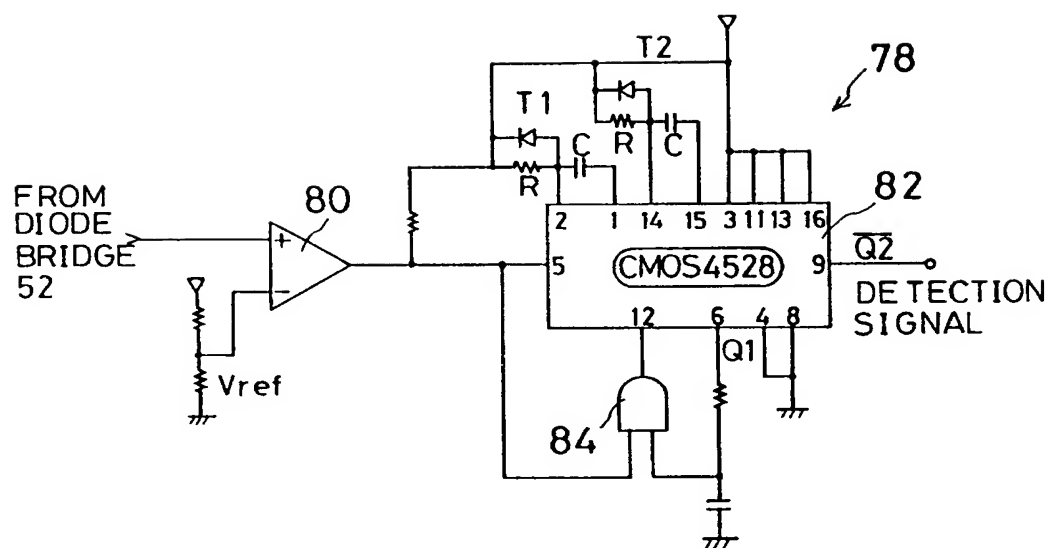 T2
78
T1
C
R
C
R
FROM
DIODE
BRIDGE
52
80
+
−
Vref
2 1 14 15 3 11 13 16
82
5
CMOS4528
9
Q2̅
DETECTION
SIGNAL
12 6 4 8
Q1
84